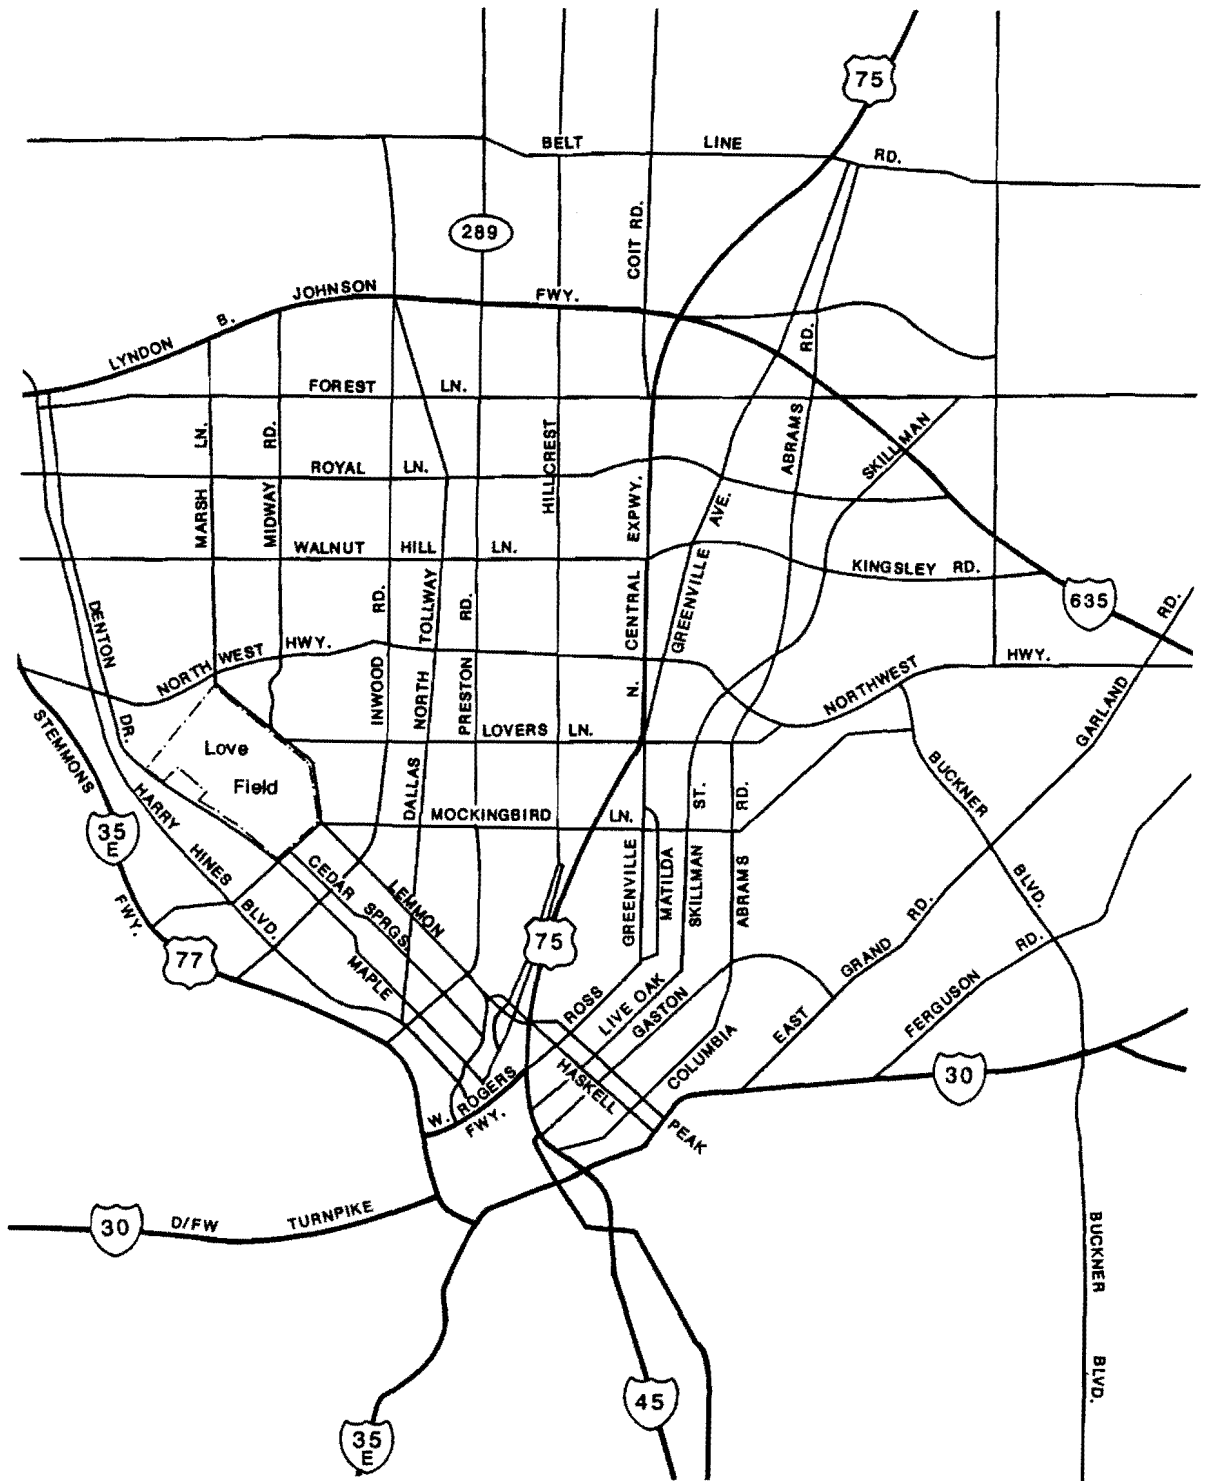 75
BELT LINE RD.
COIT RD.
289
JOHNSON FWY.
LYNDON B.
RD.
FOREST LN.
ABRAMS
SKILLMAN
LN.
RD.
HILLCREST
ROYAL LN.
MARSH
MIDWAY
EXPWY.
AVE.
WALNUT HILL LN.
KINGSLEY RD.
635
RD.
DENTON
RD.
TOLLWAY
RD.
CENTRAL
GREENVILLE
NORTH WEST HWY.
HWY.
INWOOD
NORTH
PRESTON
N.
NORTHWEST
GARLAND
STEMMONS
DR.
LOVERS LN.
Love
Field
BUCKNER
DALLAS
ST.
RD.
HARRY
MOCKINGBIRD LN.
35
E
HINES
CEDAR
LEMMON
GREENVILLE
MATILDA
SKILLMAN
ABRAMS
BLVD.
FWY.
BLVD.
SPRGS.
RD.
75
77
MAPLE
GRAND
RD.
ROSS
LIVE OAK
GASTON
EAST
FERGUSON
COLUMBIA
30
HASKELL
W. ROGERS
FWY.
PEAK
30
D/FW TURNPIKE
BUCKNER
BLVD.
45
35
E